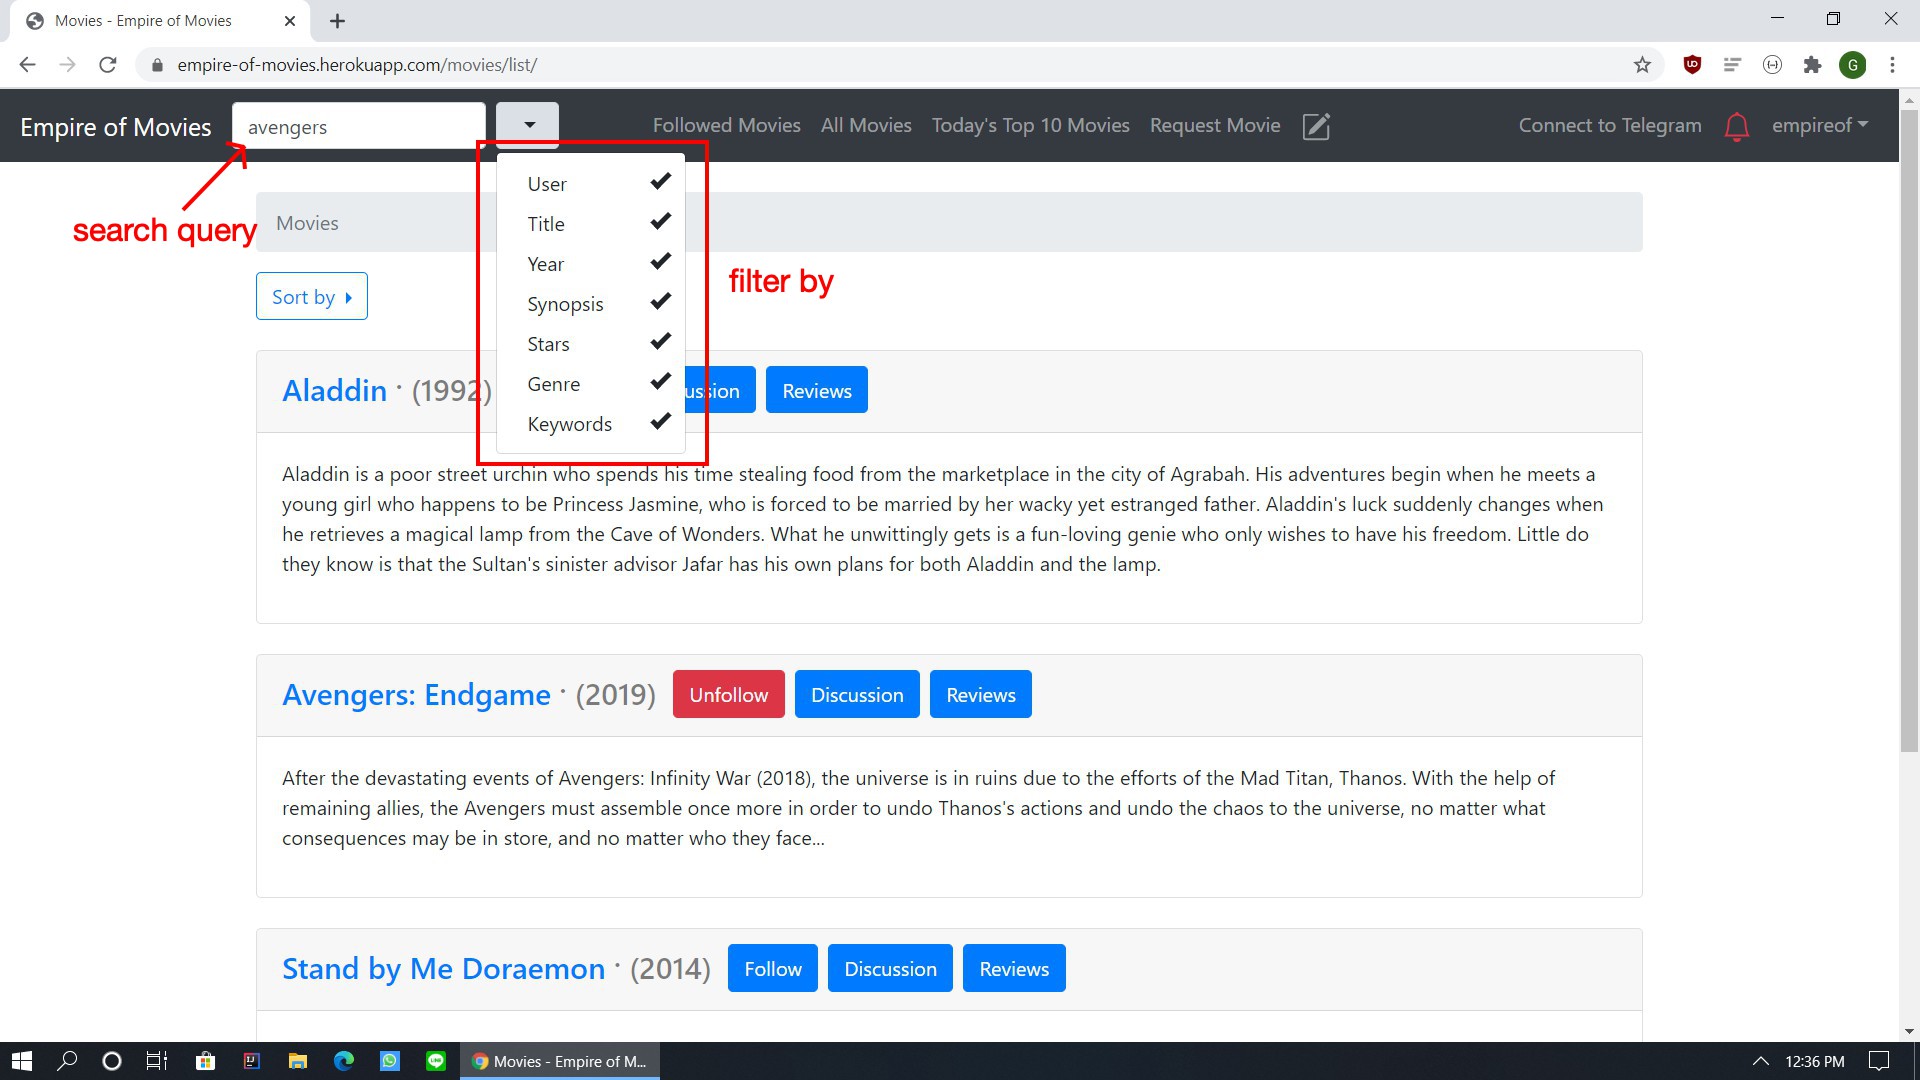 Movies - Empire of Movies
empire-of-movies.herokuapp.com/movies/list/
G
Empire of Movies
avengers
Followed Movies
All Movies
Today's Top 10 Movies
Request Movie
Connect to Telegram
empireof
search query
Movies
User
Title
Year
Synopsis
Stars
Genre
Keywords
filter by
Sort by
Aladdin · (1992)
Reviews
Aladdin is a poor street urchin who spends his time stealing food from the marketplace in the city of Agrabah. His adventures begin when he meets a
young girl who happens to be Princess Jasmine, who is forced to be married by her wacky yet estranged father. Aladdin's luck suddenly changes when
he retrieves a magical lamp from the Cave of Wonders. What he unwittingly gets is a fun-loving genie who only wishes to have his freedom. Little do
they know is that the Sultan's sinister advisor Jafar has his own plans for both Aladdin and the lamp.
Avengers: Endgame · (2019)
Unfollow
Discussion
Reviews
After the devastating events of Avengers: Infinity War (2018), the universe is in ruins due to the efforts of the Mad Titan, Thanos. With the help of
remaining allies, the Avengers must assemble once more in order to undo Thanos's actions and undo the chaos to the universe, no matter what
consequences may be in store, and no matter who they face...
Stand by Me Doraemon · (2014)
Follow
Discussion
Reviews
Movies - Empire of M...
12:36 PM